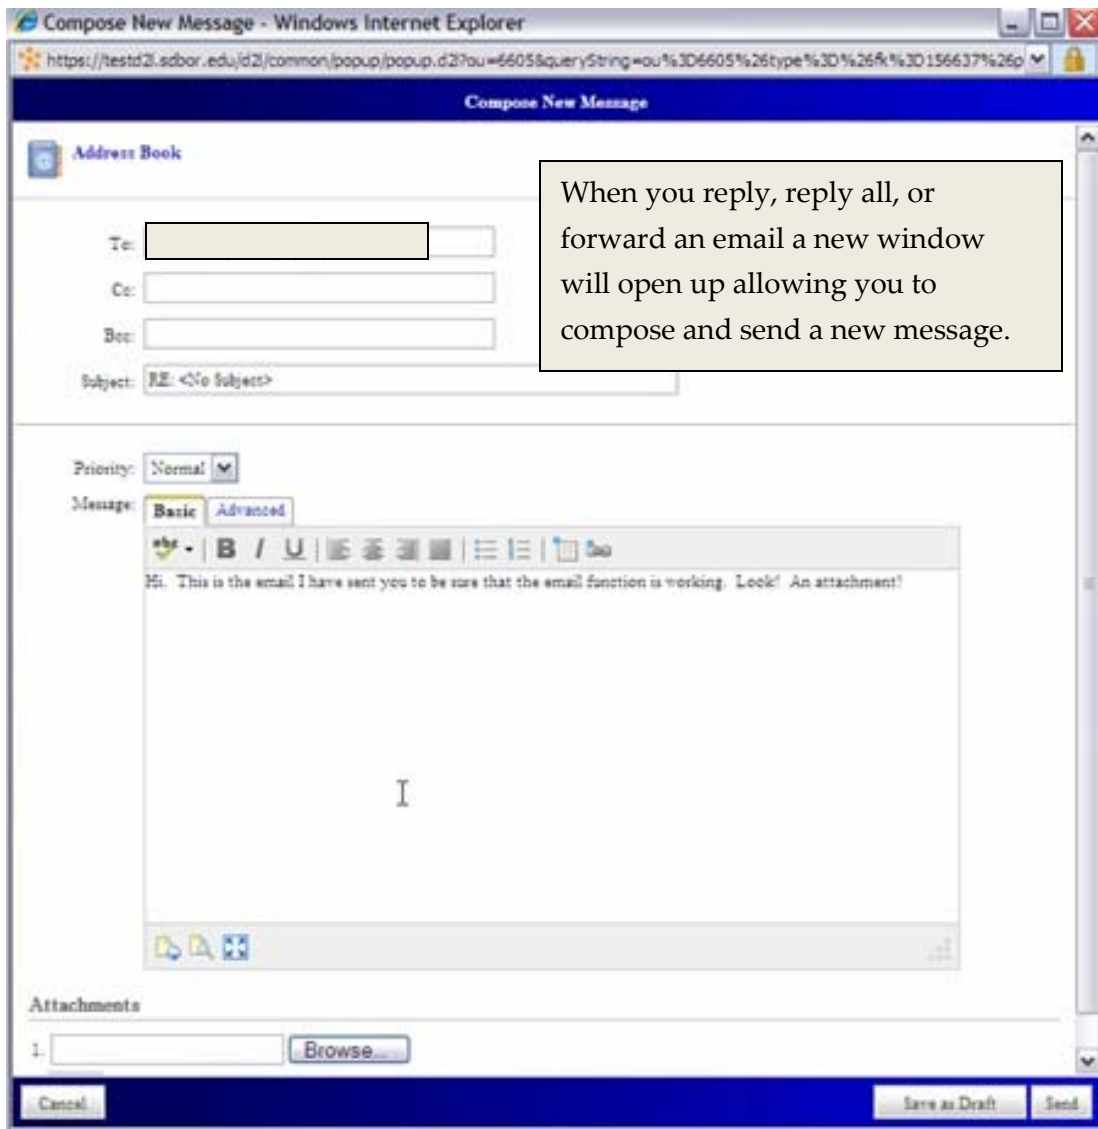 Compose New Message - Windows Internet Explorer
https://testd2l.sdbor.edu/d2l/common/popup/popup.d2l?ou=6605&queryString=ou%3D6605%26type%3D%26fk%3D156637%26p
Compose New Message
Address Book
When you reply, reply all, or
forward an email a new window
will open up allowing you to
compose and send a new message.
To:
Cc:
Bcc:
Subject: RE: <No Subject>
Priority: Normal
Message: Basic Advanced
abc B I U
Hi. This is the email I have sent you to be sure that the email function is working. Look! An attachment!
Attachments
1. Browse...
Cancel Save as Draft Send